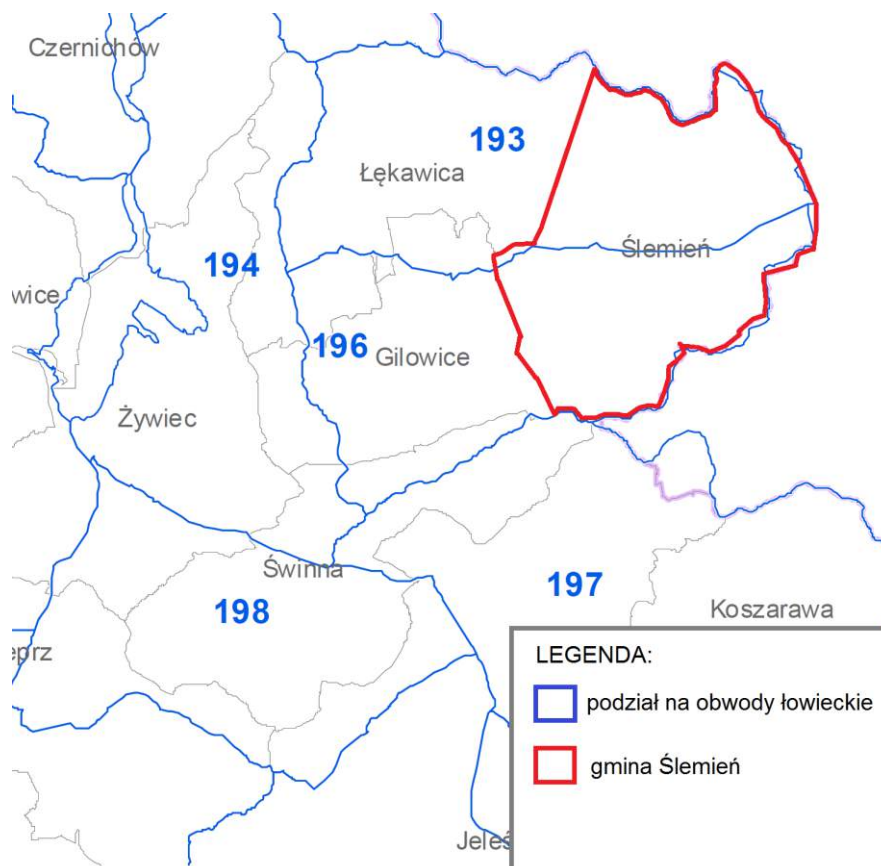 Czernichów
193
Łękawica
194
Ślemień
wice
196
Gilowice
Żywiec
Świnna
197
198
Koszarawa
eprz
LEGENDA:
podział na obwody łowieckie
gmina Ślemień
Jeleś